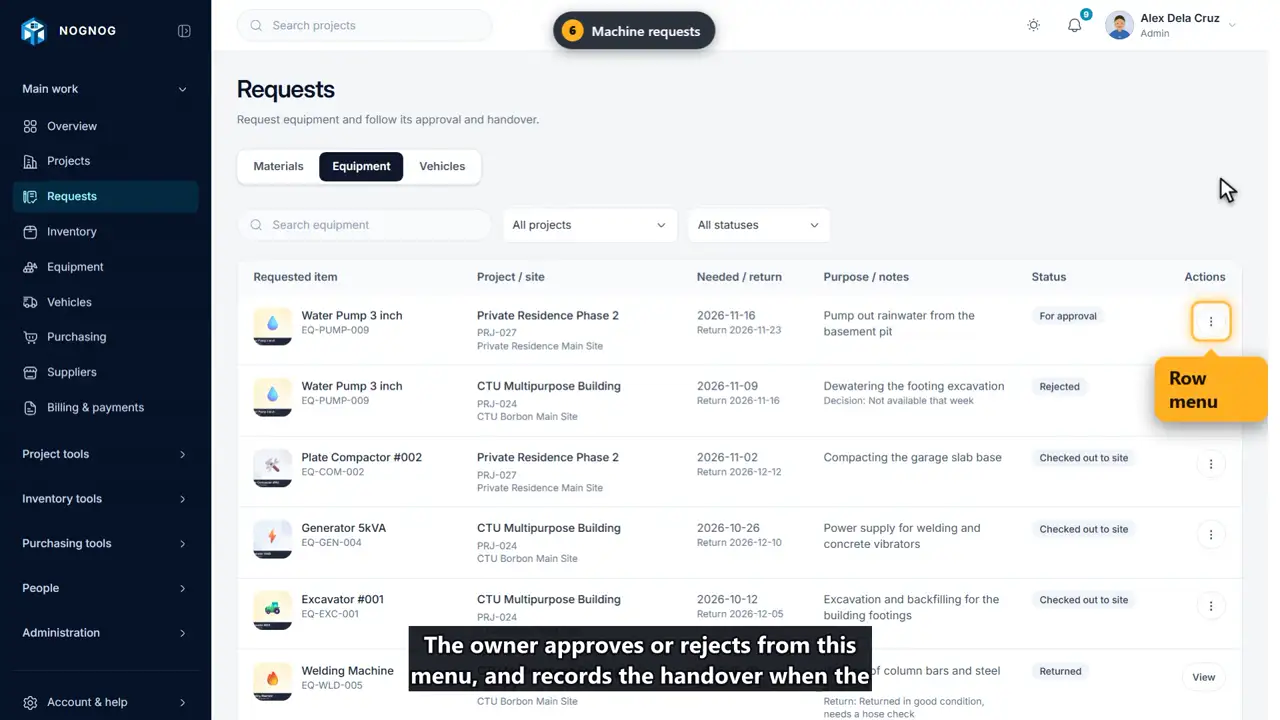 NOGNOG
Search projects
6 Machine requests
9
Alex Dela Cruz
Admin
Main work
Overview
Projects
Requests
Inventory
Equipment
Vehicles
Purchasing
Suppliers
Billing & payments
Project tools
Inventory tools
Purchasing tools
People
Administration
Account & help
Requests
Request equipment and follow its approval and handover.
Materials Equipment Vehicles
Search equipment
All projects
All statuses
Requested item Project / site Needed / return Purpose / notes Status Actions
Water Pump 3 inch
EQ-PUMP-009
Private Residence Phase 2
PRJ-027
Private Residence Main Site
2026-11-16
Return 2026-11-23
Pump out rainwater from the
basement pit
For approval
Row
menu
Water Pump 3 inch
EQ-PUMP-009
CTU Multipurpose Building
PRJ-024
CTU Borbon Main Site
2026-11-09
Return 2026-11-16
Dewatering the footing excavation
Decision: Not available that week
Rejected
Plate Compactor #002
EQ-COM-002
Private Residence Phase 2
PRJ-027
Private Residence Main Site
2026-11-02
Return 2026-12-12
Compacting the garage slab base
Checked out to site
Generator 5kVA
EQ-GEN-004
CTU Multipurpose Building
PRJ-024
CTU Borbon Main Site
2026-10-26
Return 2026-12-10
Power supply for welding and
concrete vibrators
Checked out to site
Excavator #001
EQ-EXC-001
CTU Multipurpose Building
PRJ-024
2026-10-12
Return 2026-12-05
Excavation and backfilling for the
building footings
Checked out to site
Welding Machine
EQ-WLD-005
CTU Borbon Main Site
of column bars and steel
Return: Returned in good condition,
needs a hose check
Returned
View
The owner approves or rejects from this
menu, and records the handover when the